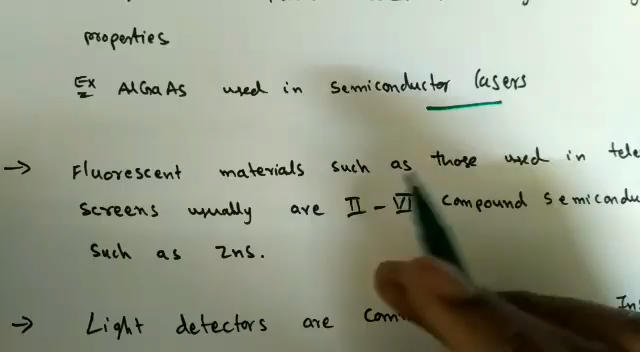 properties
Ex AlGaAs used in semiconductor lasers
→ Fluorescent materials such as those used in tele
screens usually are II - VI compound semicondu
such as Zns.
→ Light detectors are com In